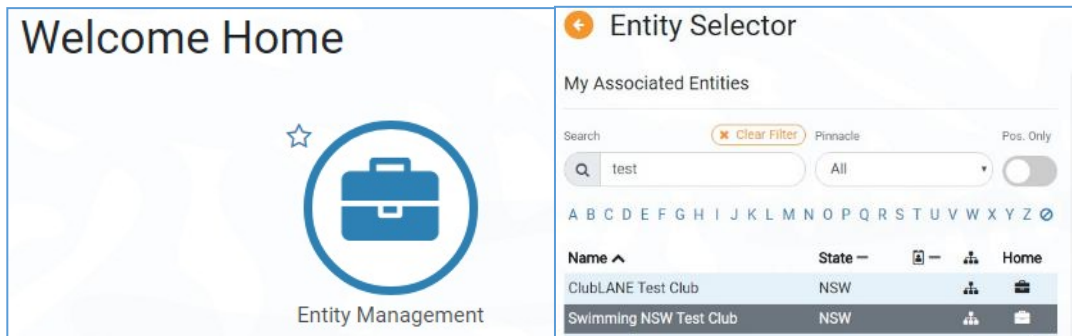 Welcome Home
Entity Management
Entity Selector
My Associated Entities
Search Clear Filter Pinnacle Pos. Only
test All
A B C D E F G H I J K L M N O P Q R S T U V W X Y Z
Name State Home
ClubLANE Test Club NSW
Swimming NSW Test Club NSW